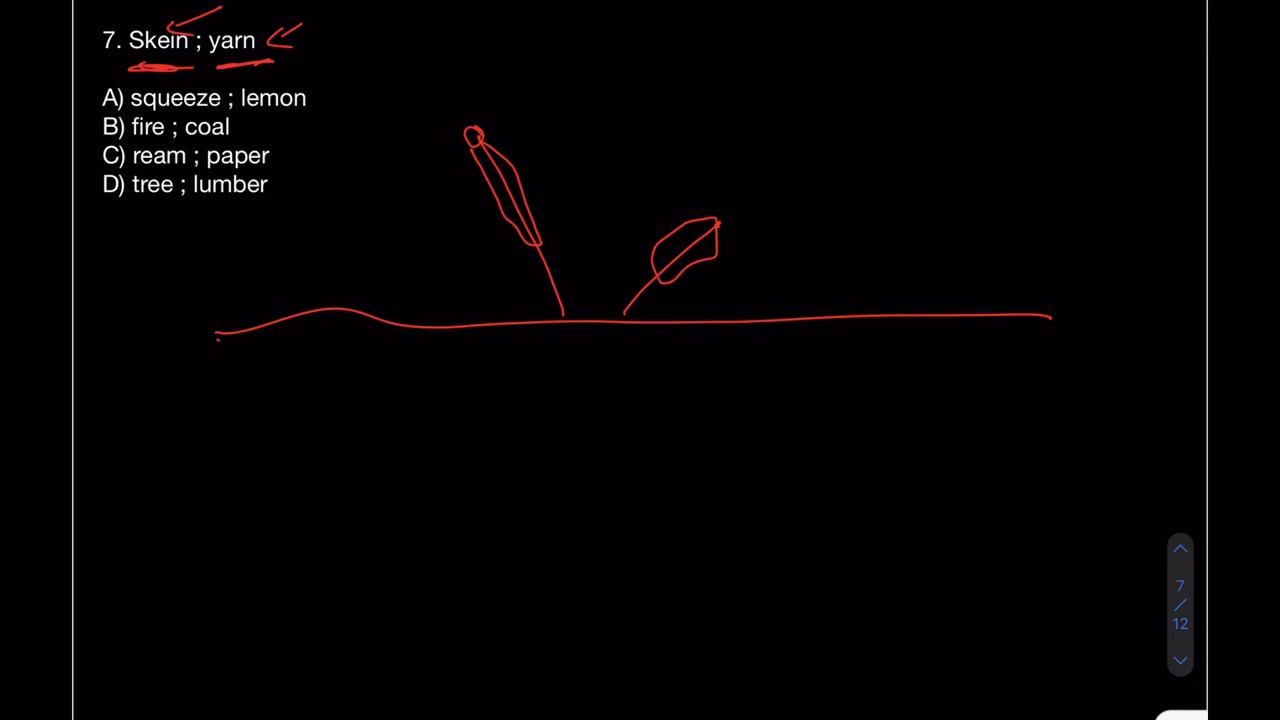 7. Skein ; yarn
A) squeeze ; lemon
B) fire ; coal
C) ream ; paper
D) tree ; lumber
7
/
12